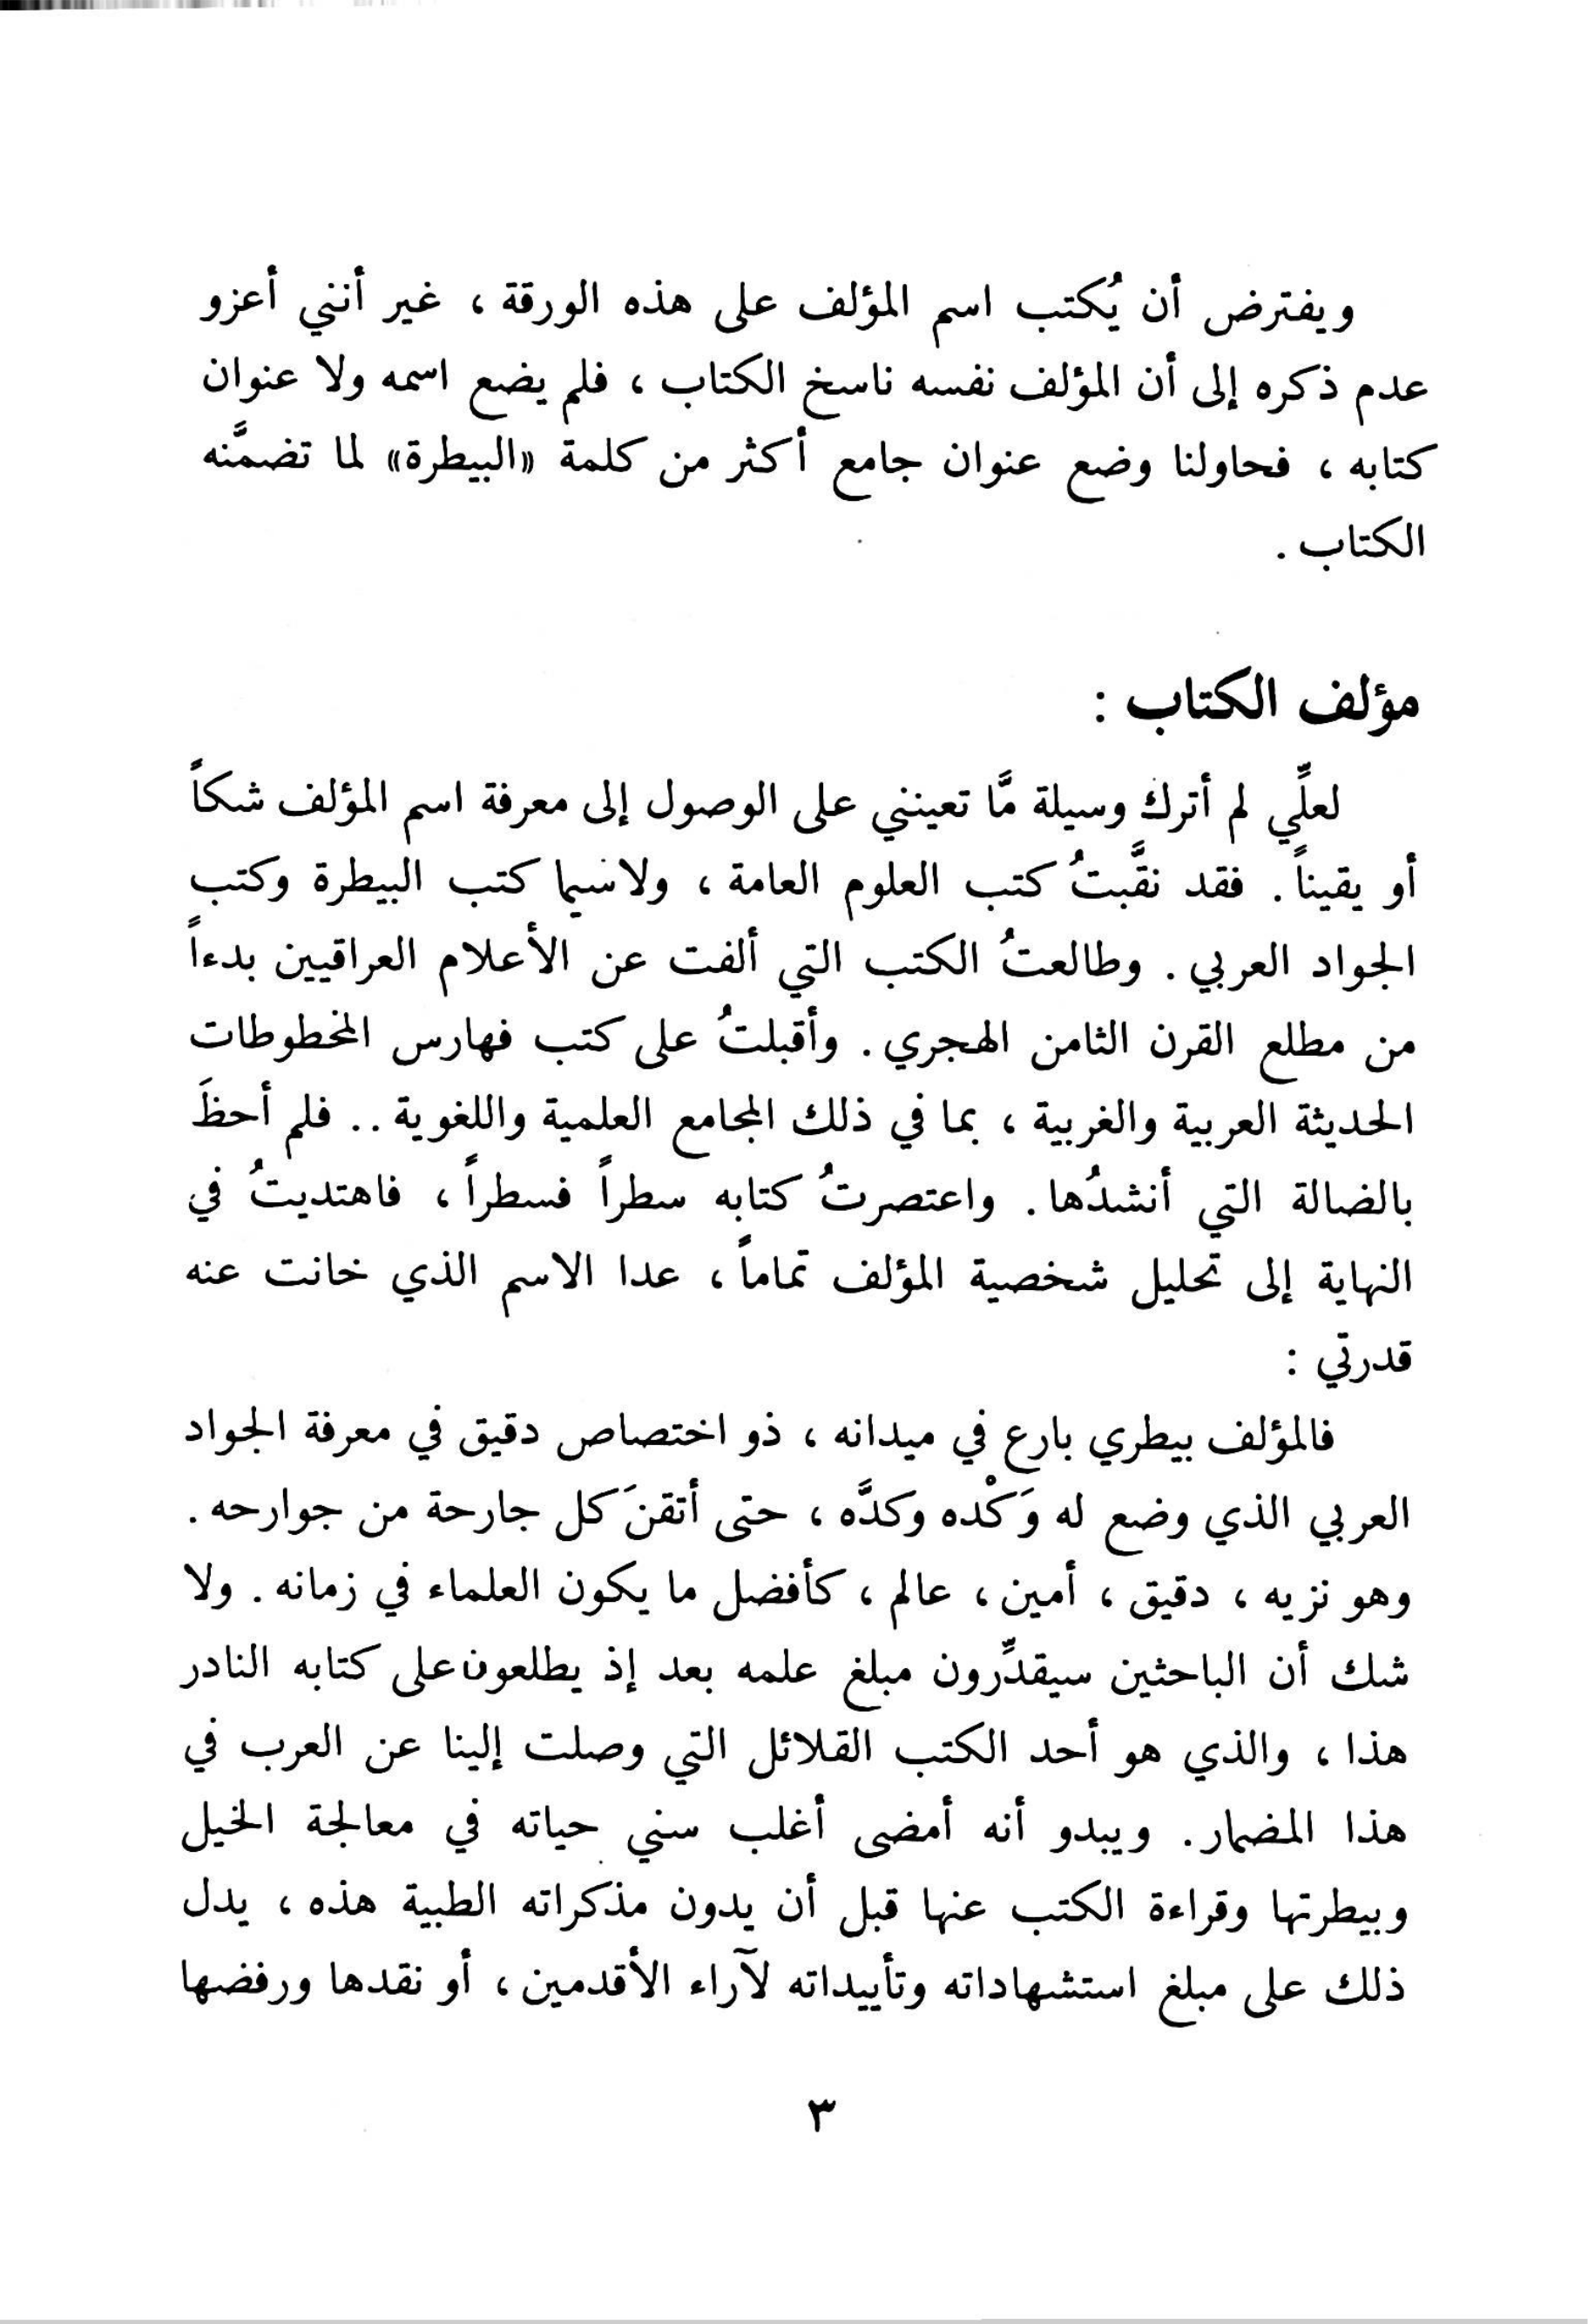 ويفترض أن يُكتب اسم المؤلف على هذه الورقة ، غير أنني أعزو
عدم ذكره إلى أن المؤلف نفسه ناسخ الكتاب ، فلم يضع اسمه ولا عنوان
كتابه ، فحاولنا وضع عنوان جامع أكثر من كلمة «البيطرة» لما تضمَّنه
الكتاب .
مؤلف الكتاب :
لعلِّي لم أترك وسيلة مَّا تعينني على الوصول إلى معرفة اسم المؤلف شكاً
أو يقيناً . فقد نقَّبتُ كتب العلوم العامة ، ولاسيما كتب البيطرة وكتب
الجواد العربي . وطالعتُ الكتب التي ألفت عن الأعلام العراقيين بدءاً
من مطلع القرن الثامن الهجري . وأقبلتُ على كتب فهارس المخطوطات
الحديثة العربية والغربية ، بما في ذلك المجامع العلمية واللغوية .. فلم أحظَ
بالضالة التي أنشدُها . واعتصرتُ كتابه سطراً فسطراً ، فاهتديتُ في
النهاية إلى تحليل شخصية المؤلف تماماً ، عدا الاسم الذي خانت عنه
قدرتي :
فالمؤلف بيطري بارع في ميدانه ، ذو اختصاص دقيق في معرفة الجواد
العربي الذي وضع له وَكْده وكدَّه ، حتى أتقنَ كل جارحة من جوارحه .
وهو نزيه ، دقيق ، أمين ، عالم ، كأفضل ما يكون العلماء في زمانه . ولا
شك أن الباحثين سيقدِّرون مبلغ علمه بعد إذ يطلعون على كتابه النادر
هذا ، والذي هو أحد الكتب القلائل التي وصلت إلينا عن العرب في
هذا المضمار . ويبدو أنه أمضى أغلب سني حياته في معالجة الخيل
وبيطرتها وقراءة الكتب عنها قبل أن يدون مذكراته الطبية هذه ، يدل
ذلك على مبلغ استشهاداته وتأييداته لآراء الأقدمين ، أو نقدها ورفضها
٣